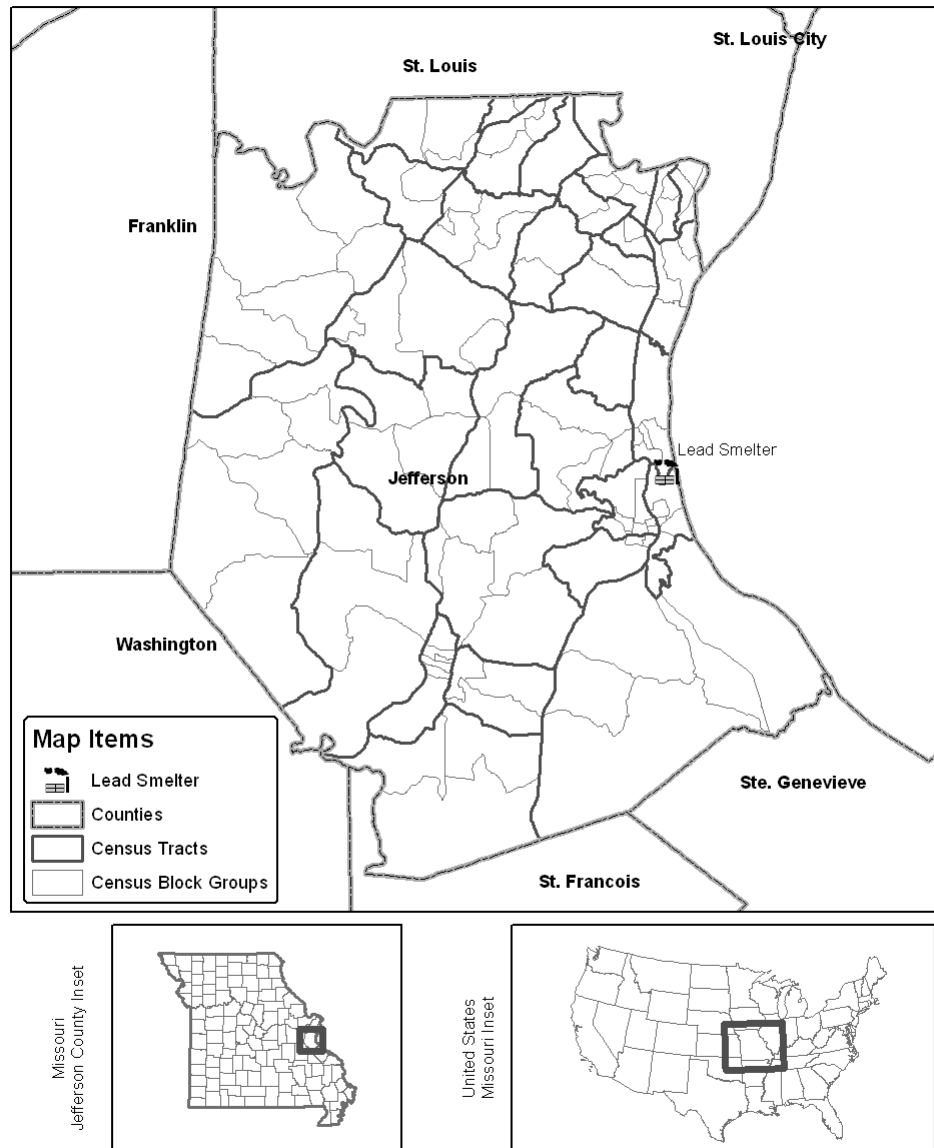 St. Louis City
St. Louis
Franklin
Lead Smelter
Jefferson
Washington
Map Items
Lead Smelter
Counties
Census Tracts
Census Block Groups
Ste. Genevieve
St. Francois
Missouri
Jefferson County Inset
United States
Missouri Inset